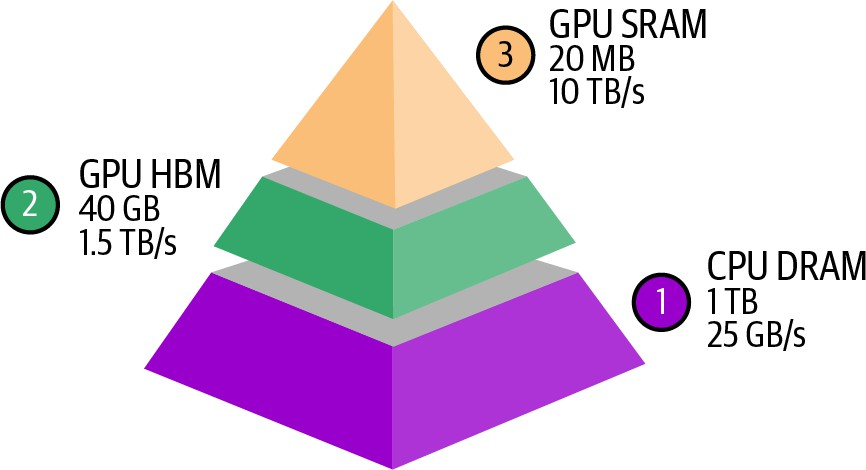 3
GPU SRAM
20 MB
10 TB/s
2
GPU HBM
40 GB
1.5 TB/s
1
CPU DRAM
1 TB
25 GB/s